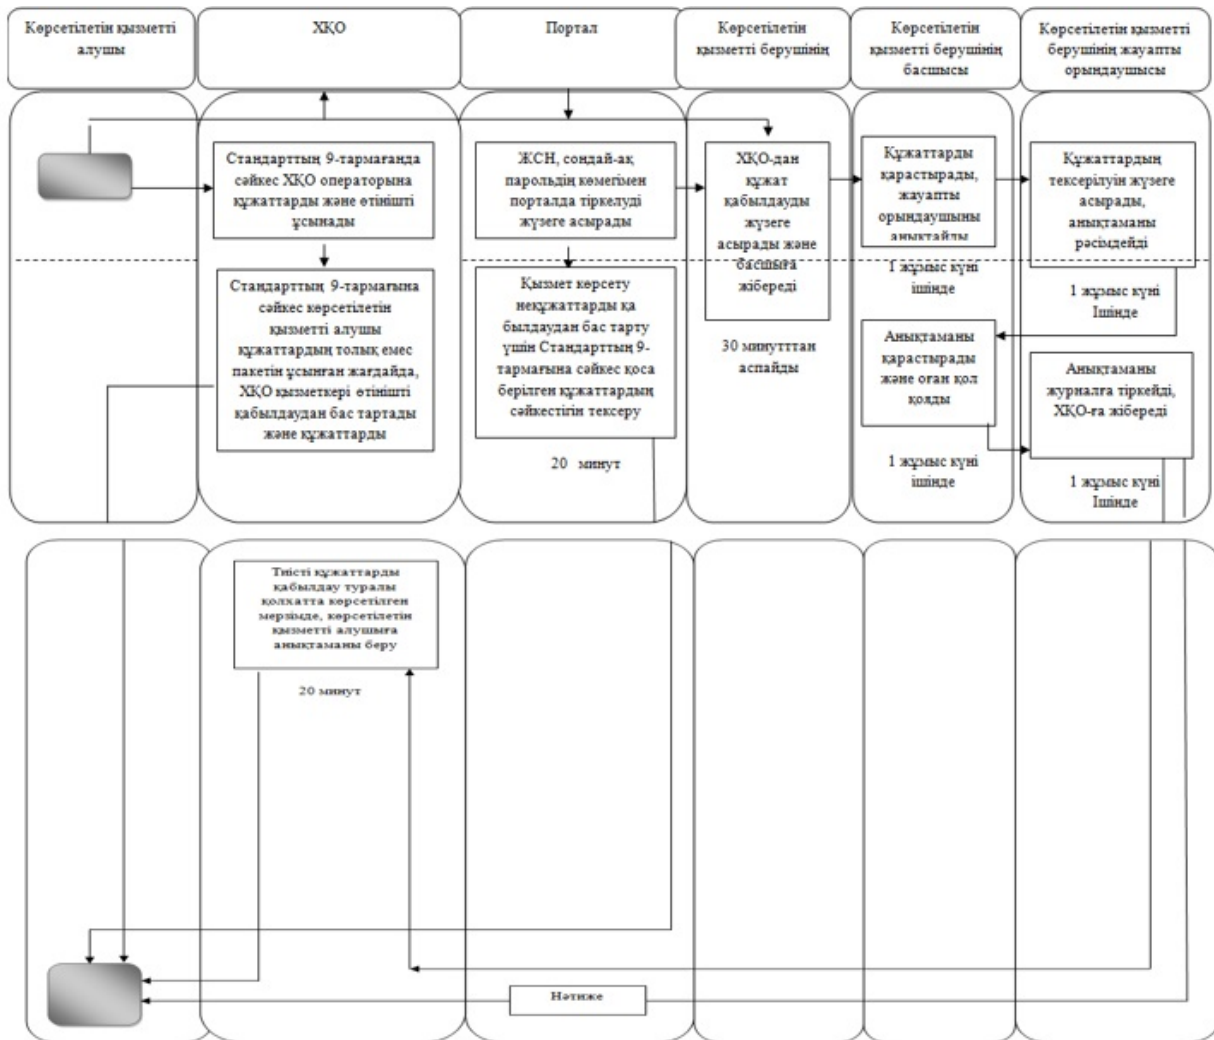 Көрсетілетін қызметті
алушы
ХҚО
Портал
Көрсетілетін
қызметті берушінің
Көрсетілетін
қызметті берушінің
басшысы
Көрсетілетін қызметті
берушінің жауапты
орындаушысы
Стандарттың 9-тармағанда
сәйкес ХҚО операторына
құжаттарды және өтінішті
ұсынады
ЖСН, сондай-ақ
парольдің көмегімен
порталда тіркелуді
жүзеге асырады
ХҚО-дан
құжат
қабылдауды
жүзеге
асырады және
басшыға
жібереді
Құжаттарды
қарастырады,
жауапты
орындаушыны
анықтайды
Құжаттардың
тексерілуін жүзеге
асырады,
анықтаманы
рәсімдейді
Стандарттың 9-тармағына
сәйкес көрсетілетін
қызметті алушы
құжаттардың толық емес
пакетін ұсынған жағдайда,
ХҚО қызметкері өтінішті
қабылдаудан бас тартады
және құжаттарды
Қызмет көрсету
неқұжаттарды қа
былдаудан бас тарту
үшін Стандарттың 9-
тармағына сәйкес қоса
берілген құжаттардың
сәйкестігін тексеру
20 минут
30 минутттан
аспайды
1 жұмыс күні
ішінде
1 жұмыс күні
Ішінде
Анықтаманы
қарастырады
және оған қол
қояды
Анықтаманы
журналға тіркейді,
ХҚО-ға жібереді
1 жұмыс күні
ішінде
1 жұмыс күні
Ішінде
Тиісті құжаттарды
қабылдау туралы
қолхатта көрсетілген
мерзімде, көрсетілетін
қызметті алушыға
анықтаманы беру
20 минут
Нәтиже